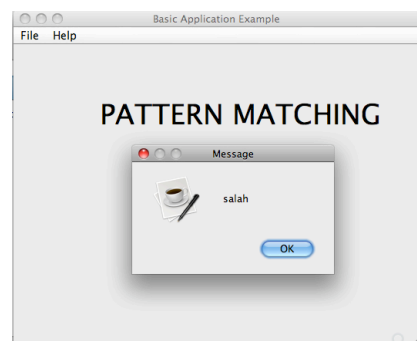 Basic Application Example
File Help
PATTERN MATCHING
Message
salah
OK